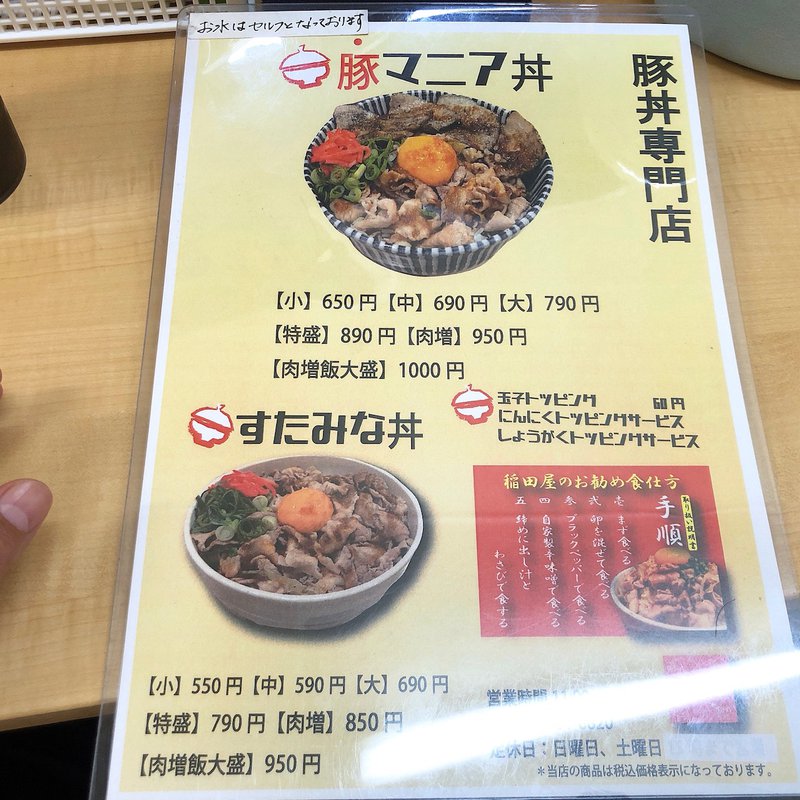 お水はセルフとなっております
豚マニア丼
豚丼専門店
【小】650円【中】690円【大】790円
【特盛】890円【肉増】950円
【肉増飯大盛】1000円
玉子トッピング 60円
にんにくトッピングサービス
しょうがくトッピングサービス
すたみな丼
稲田屋のお勧め食仕方
取り扱い説明書
手順
壱 まず食べる
弐 卵を混ぜて食べる
参 ブラックペッパーで食べる
四 自家製辛味噌で食べる
五 締めに出し汁と
わさびで食する
【小】550円【中】590円【大】690円
【特盛】790円【肉増】850円
【肉増飯大盛】950円
営業時間
定休日：日曜日、土曜日
＊当店の商品は税込価格表示になっております。